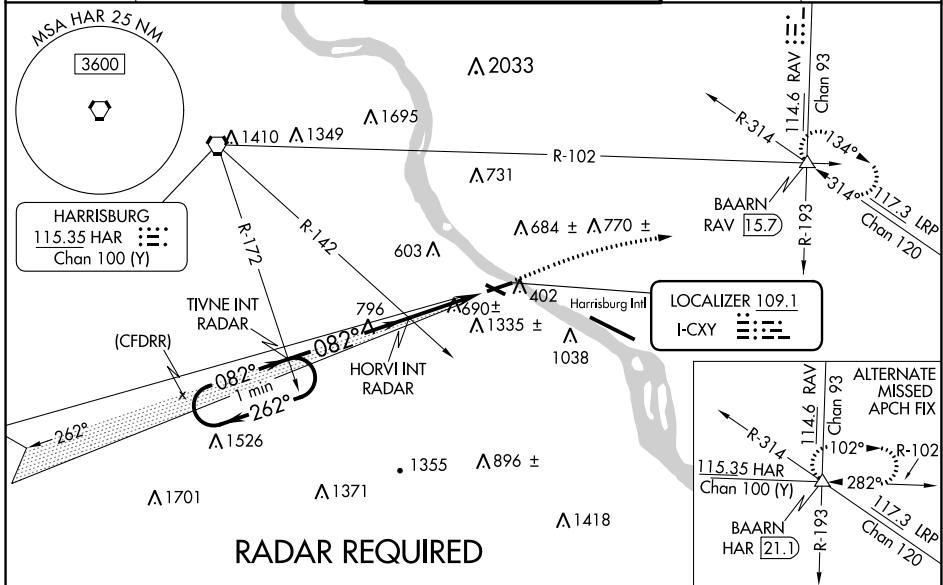 MSA HAR 25 NM
3600
2033
1695
1410
1349
R-102
731
HARRISBURG
115.35 HAR
Chan 100 (Y)
R-172
R-142
603
684 ±
770 ±
114.6 RAV
Chan 93
R-314
134°
314°
BAARN
RAV 15.7
R-193
117.3 LRP
Chan 120
TIVNE INT
RADAR
796
690±
402
Harrisburg Intl
LOCALIZER 109.1
I-CXY
1335 ±
1038
(CFDRR)
082°
082°
1 min
262°
HORVI INT
RADAR
262°
1526
1355
896 ±
1701
1371
1418
RADAR REQUIRED
ALTERNATE
MISSED
APCH FIX
114.6 RAV
Chan 93
R-314
102°
R-102
282°
115.35 HAR
Chan 100 (Y)
BAARN
HAR 21.1
R-193
117.3 LRP
Chan 120